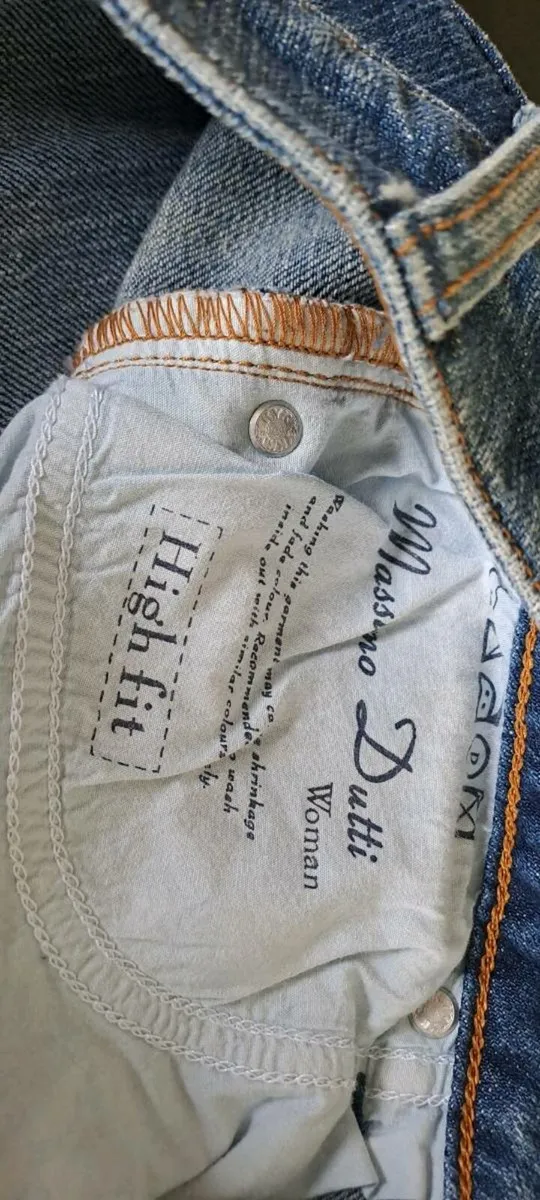 Massimo Dutti
Woman
Washing this garment may shrinkage
and fade colour. Recommended wash
inside out with similar colours
High fit